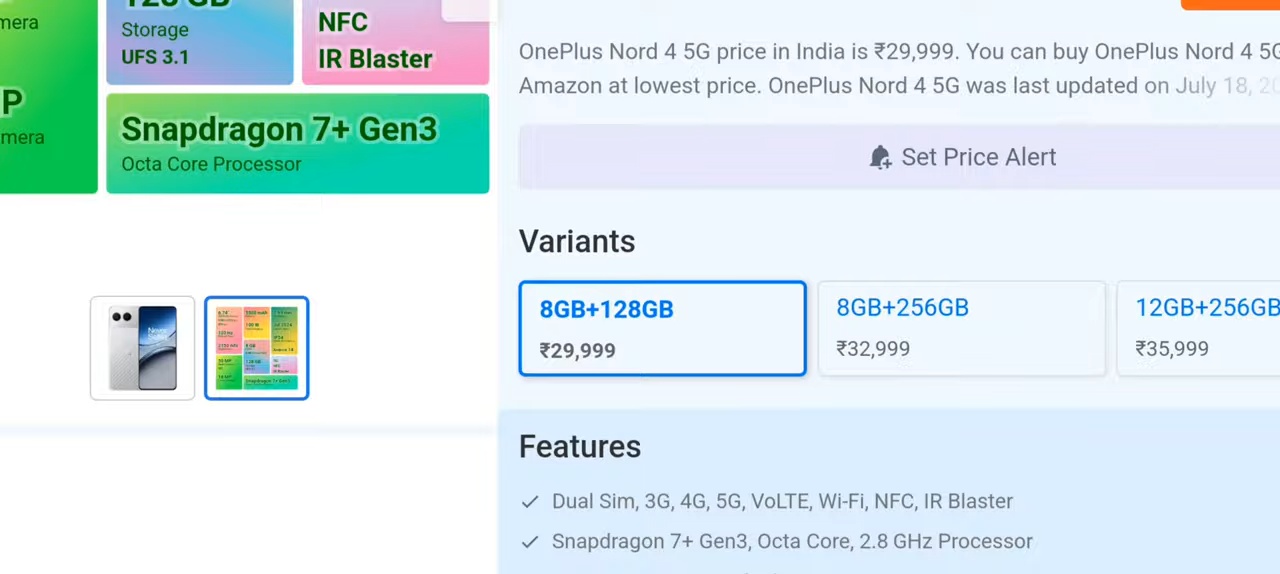 mera
128 GB
Storage
UFS 3.1
NFC
IR Blaster
P
mera
Snapdragon 7+ Gen3
Octa Core Processor
OnePlus Nord 4 5G price in India is ₹29,999. You can buy OnePlus Nord 4 5G
Amazon at lowest price. OnePlus Nord 4 5G was last updated on July 18, 20
Set Price Alert
Variants
8GB+128GB
₹29,999
8GB+256GB
₹32,999
12GB+256GB
₹35,999
Features
Dual Sim, 3G, 4G, 5G, VoLTE, Wi-Fi, NFC, IR Blaster
Snapdragon 7+ Gen3, Octa Core, 2.8 GHz Processor